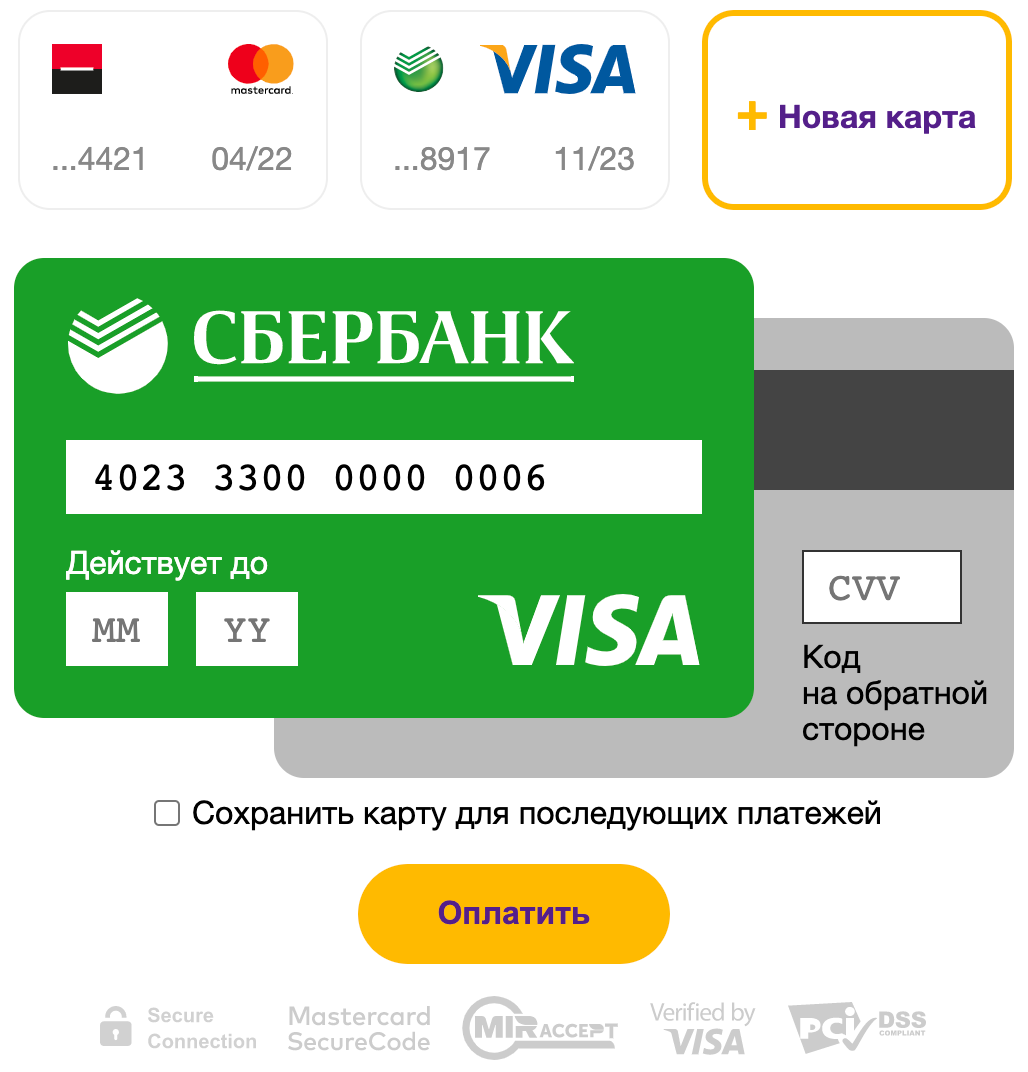 mastercard.
VISA
...4421 04/22
...8917 11/23
+ Новая карта
СБЕРБАНК
4023 3300 0000 0006
Действует до
MM YY
VISA
CVV
Код
на обратной
стороне
Сохранить карту для последующих платежей
Оплатить
Secure
Connection
Mastercard
SecureCode
MIR ACCEPT
Verified by
VISA
PCI DSS
COMPLIANT